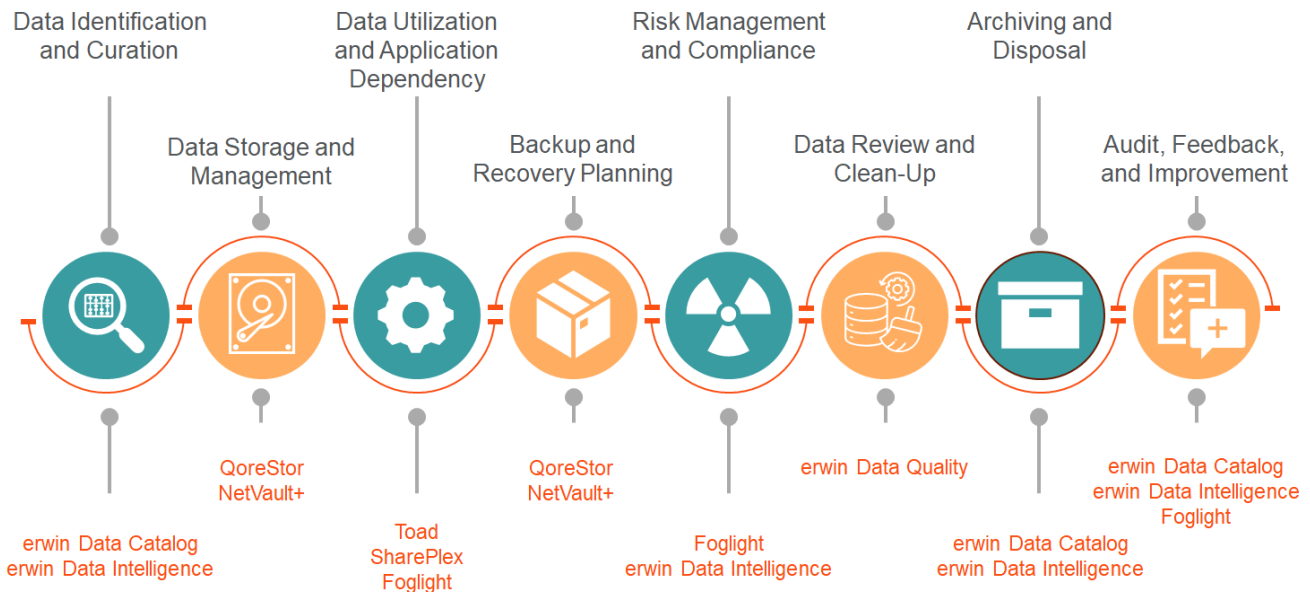 Data Identification
and Curation
Data Utilization
and Application
Dependency
Risk Management
and Compliance
Archiving and
Disposal
Data Storage and
Management
Backup and
Recovery Planning
Data Review and
Clean-Up
Audit, Feedback,
and Improvement
QoreStor
NetVault+
QoreStor
NetVault+
erwin Data Quality
erwin Data Catalog
erwin Data Intelligence
Foglight
erwin Data Catalog
erwin Data Intelligence
Toad
SharePlex
Foglight
Foglight
erwin Data Intelligence
erwin Data Catalog
erwin Data Intelligence